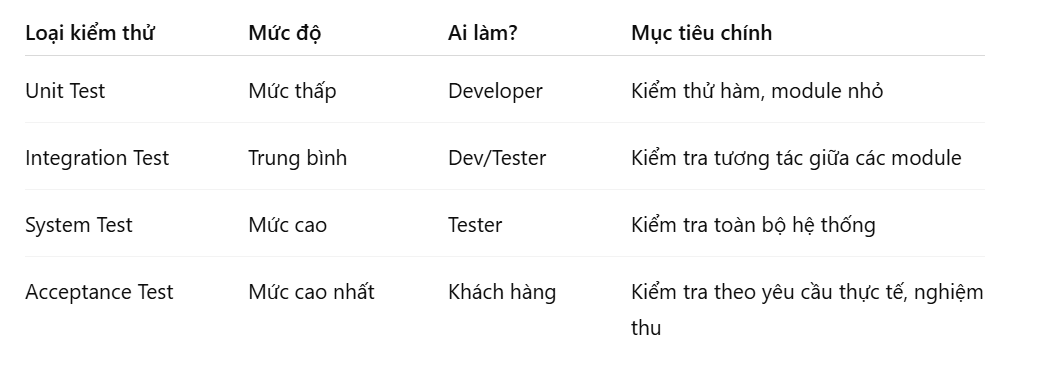 Loại kiểm thử Mức độ Ai làm? Mục tiêu chính
Unit Test Mức thấp Developer Kiểm thử hàm, module nhỏ
Integration Test Trung bình Dev/Tester Kiểm tra tương tác giữa các module
System Test Mức cao Tester Kiểm tra toàn bộ hệ thống
Acceptance Test Mức cao nhất Khách hàng Kiểm tra theo yêu cầu thực tế, nghiệm
thu